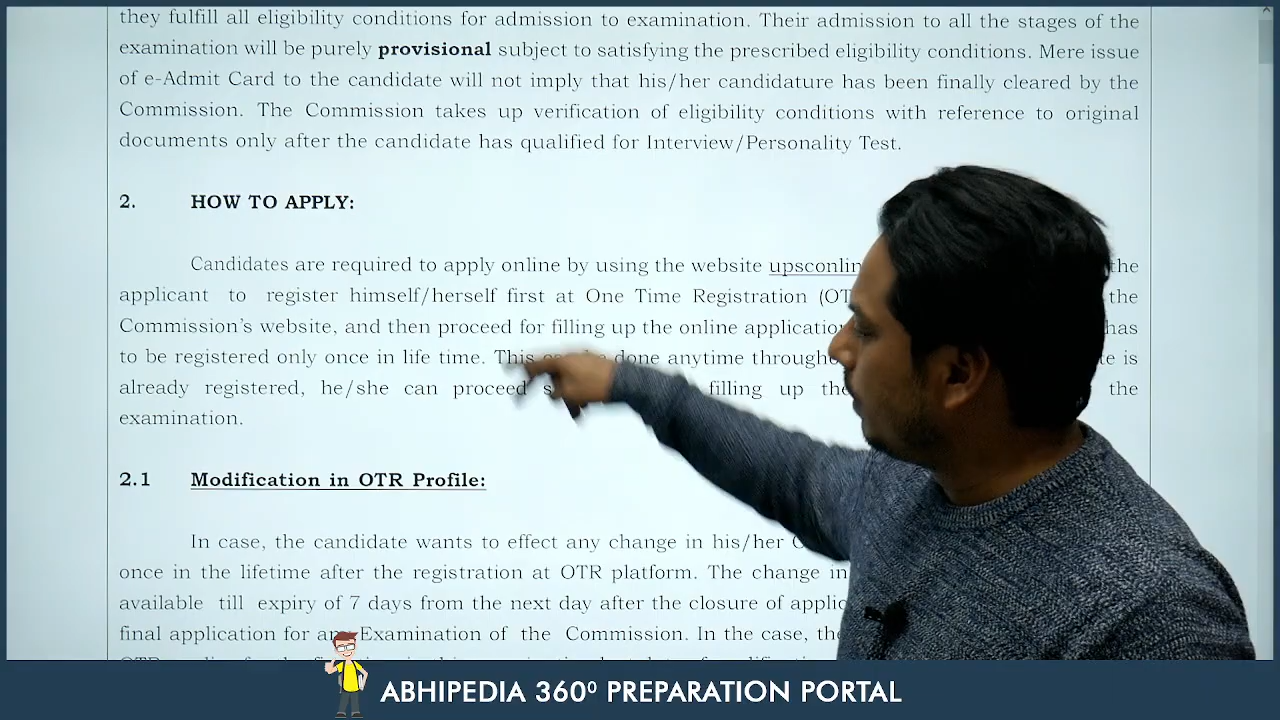 they fulfill all eligibility conditions for admission to examination. Their admission to all the stages of the
examination will be purely provisional subject to satisfying the prescribed eligibility conditions. Mere issue
of e-Admit Card to the candidate will not imply that his/her candidature has been finally cleared by the
Commission. The Commission takes up verification of eligibility conditions with reference to original
documents only after the candidate has qualified for Interview/Personality Test.
2. HOW TO APPLY:
Candidates are required to apply online by using the website upsconlin the
applicant to register himself/herself first at One Time Registration (OT the
Commission's website, and then proceed for filling up the online application has
to be registered only once in life time. This done anytime through is
already registered, he/she can proceed filling up the the
examination.
2.1 Modification in OTR Profile:
In case, the candidate wants to effect any change in his/her
once in the lifetime after the registration at OTR platform. The change in
available till expiry of 7 days from the next day after the closure of applic
final application for any Examination of the Commission. In the case, the
ABHIPEDIA 360⁰ PREPARATION PORTAL